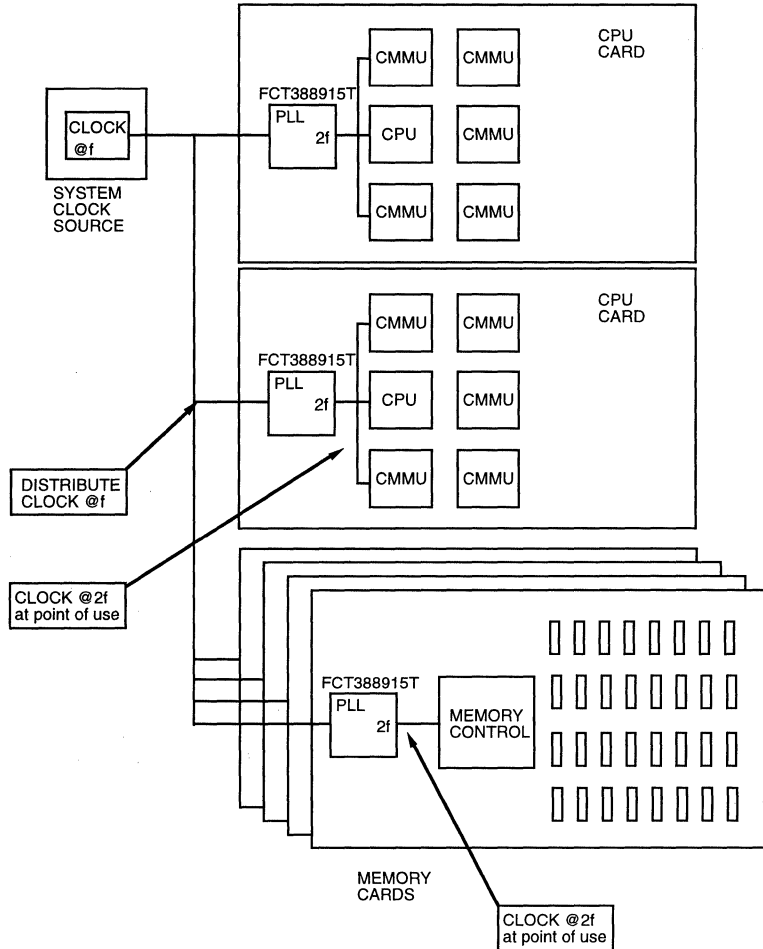 CPU
CARD
CMMU
CMMU
FCT388915T
PLL
2f
CLOCK
@f
CPU
CMMU
SYSTEM
CLOCK
SOURCE
CMMU
CMMU
CPU
CARD
CMMU
CMMU
FCT388915T
PLL
2f
CPU
CMMU
CMMU
CMMU
DISTRIBUTE
CLOCK @f
CLOCK @2f
at point of use
FCT388915T
PLL
2f
MEMORY
CONTROL
MEMORY
CARDS
CLOCK @2f
at point of use